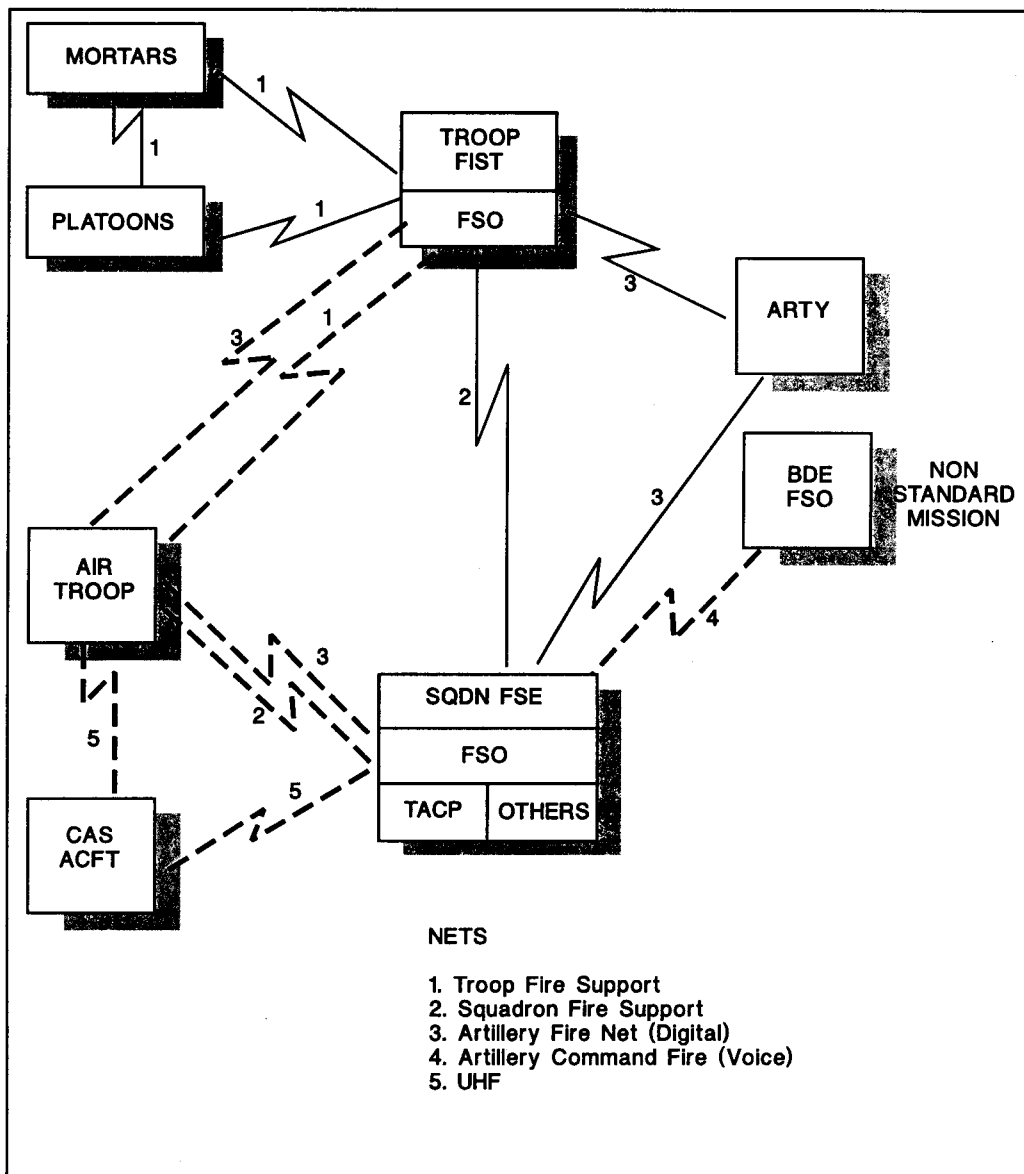 MORTARS
1
1
PLATOONS
1
TROOP
FIST
FSO
3
ARTY
3
1
2
3
BDE
FSO
NON
STANDARD
MISSION
4
AIR
TROOP
3
2
5
SQDN FSE
FSO
TACP OTHERS
5
CAS
ACFT
NETS
1. Troop Fire Support
2. Squadron Fire Support
3. Artillery Fire Net (Digital)
4. Artillery Command Fire (Voice)
5. UHF